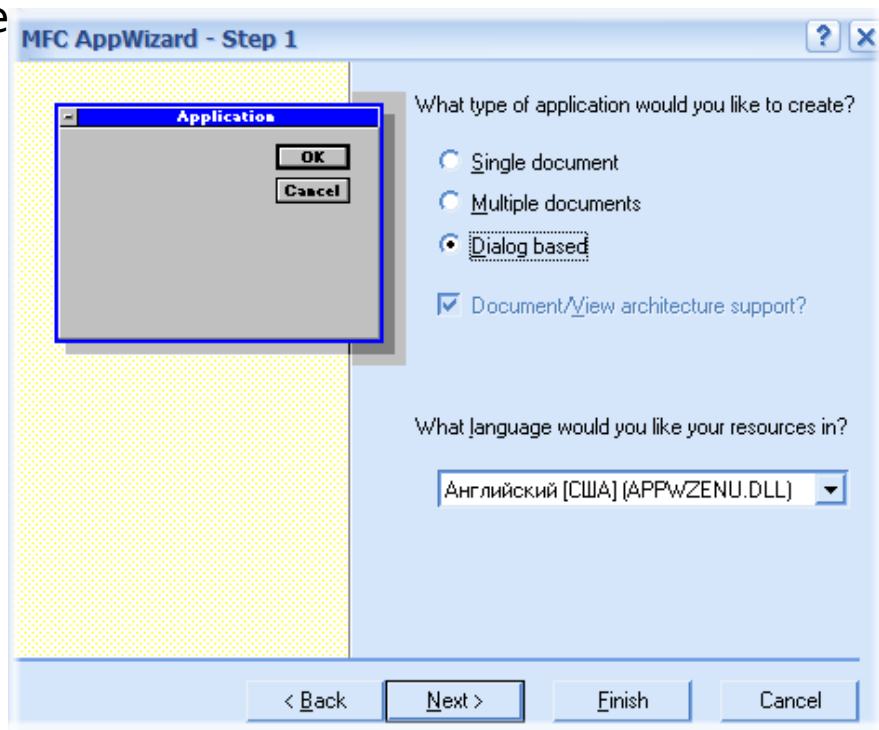 e
MFC AppWizard - Step 1
Application
OK
Cancel
What type of application would you like to create?
Single document
Multiple documents
Dialog based
Document/View architecture support?
What language would you like your resources in?
Английский [США] (APPWZENU.DLL)
< Back Next > Finish Cancel